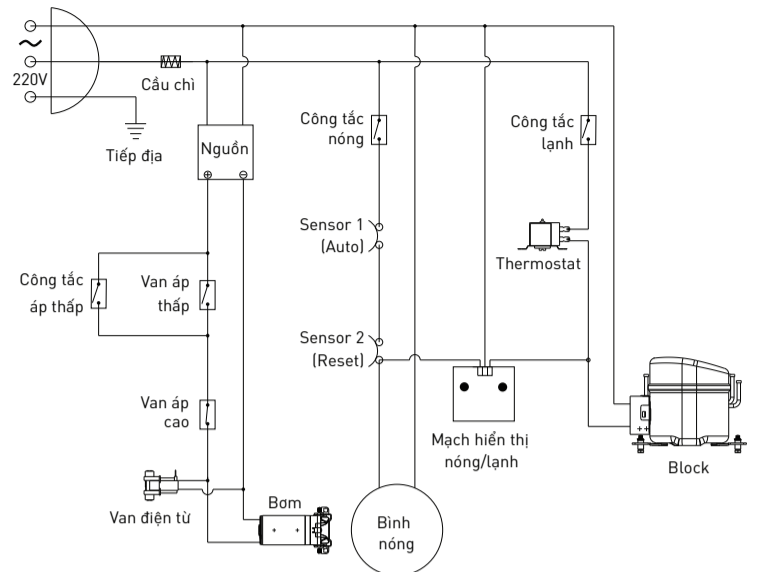 220V
Cầu chì
Tiếp địa
Nguồn
Công tắc
nóng
Công tắc
lạnh
Sensor 1
(Auto)
Thermostat
Công tắc
áp thấp
Van áp
thấp
Sensor 2
(Reset)
Van áp
cao
Mạch hiển thị
nóng/lạnh
Block
Van điện từ
Bơm
Bình
nóng